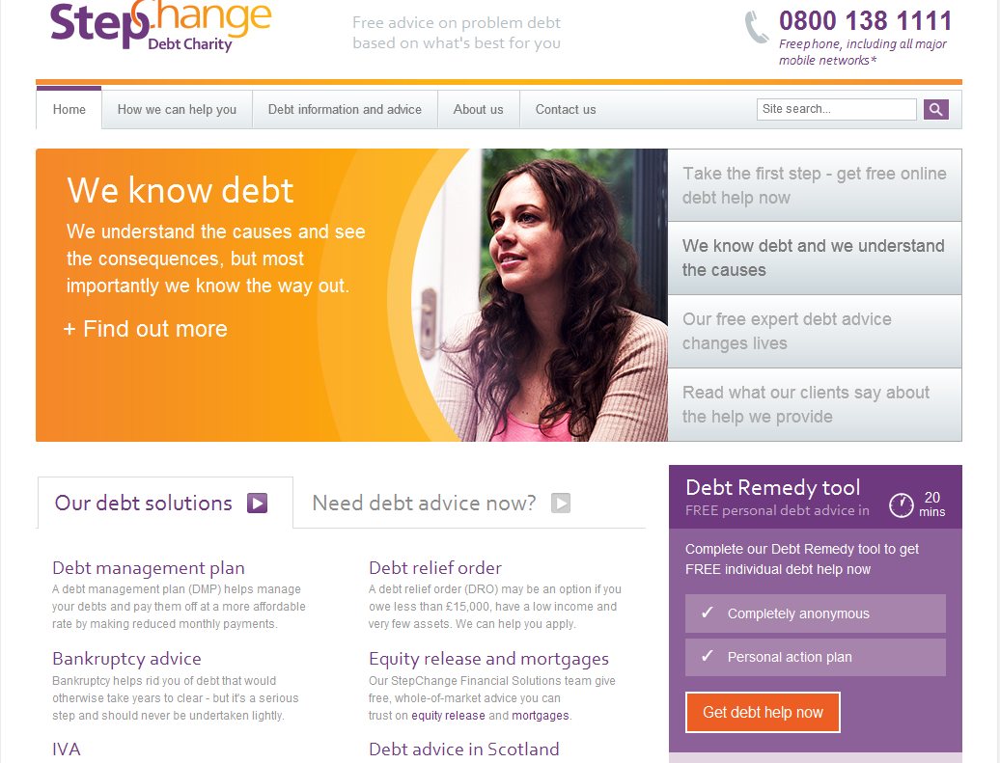 StepChange
Debt Charity
Free advice on problem debt
based on what's best for you
0800 138 1111
Freephone, including all major
mobile networks*
Home
How we can help you
Debt information and advice
About us
Contact us
Site search...
We know debt
We understand the causes and see
the consequences, but most
importantly we know the way out.
+ Find out more
Take the first step - get free online
debt help now
We know debt and we understand
the causes
Our free expert debt advice
changes lives
Read what our clients say about
the help we provide
Our debt solutions
Need debt advice now?
Debt management plan
A debt management plan (DMP) helps manage
your debts and pay them off at a more affordable
rate by making reduced monthly payments.
Bankruptcy advice
Bankruptcy helps rid you of debt that would
otherwise take years to clear - but it's a serious
step and should never be undertaken lightly.
IVA
Debt relief order
A debt relief order (DRO) may be an option if you
owe less than £15,000, have a low income and
very few assets. We can help you apply.
Equity release and mortgages
Our StepChange Financial Solutions team give
free, whole-of-market advice you can
trust on equity release and mortgages.
Debt advice in Scotland
Debt Remedy tool
FREE personal debt advice in
20
mins
Complete our Debt Remedy tool to get
FREE individual debt help now
Completely anonymous
Personal action plan
Get debt help now